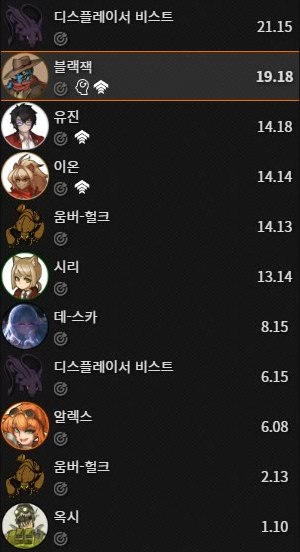 디스플레이서 비스트 21.15
블랙잭 19.18
유진 14.18
이온 14.14
움버-헐크 14.13
시리 13.14
데-스카 8.15
디스플레이서 비스트 6.15
알렉스 6.08
움버-헐크 2.13
옥시 1.10